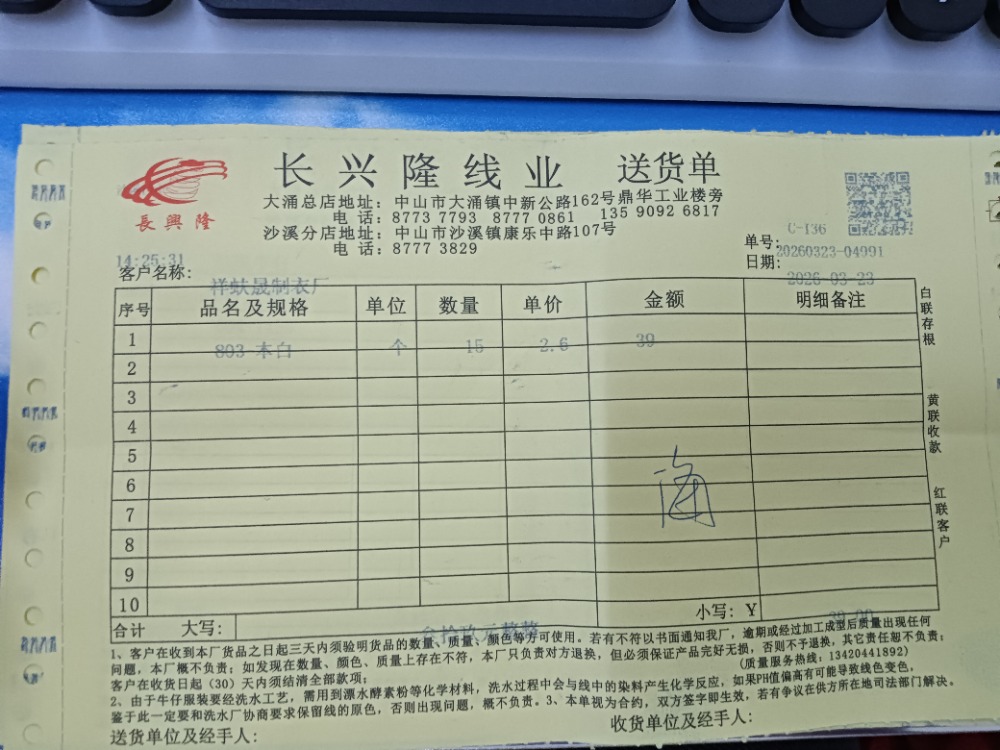 长兴隆线业 送货单
長興隆
大涌总店地址：中山市大涌镇中新公路162号鼎华工业楼旁
电 话：8773 7793 8777 0861 135 9092 6817
沙溪分店地址：中山市沙溪镇康乐中路107号
电 话：8777 3829
C-136
单号：20260323-04991
日期：2026-03-23
14:25:31
客户名称：祥 晟制衣厂
序号 品名及规格 单位 数量 单价 金额 明细备注
1 803 本白 个 15 2.6 39
2
3
4
5
6
7
8
9
10
合计 大写： 叁拾玖元 小写：Y 39.00
白联存根
黄联收款
红联客户
1、客户在收到本厂货品之日起三天内须验明货品的数量、质量、颜色等方可使用。若有不符以书面通知我厂，逾期或经过加工成型后质量出现任何
问题，本厂概不负责；如发现在数量、颜色、质量上存在不符，本厂只负责对方退换，但必须保证产品完好无损，否则不予退换，其它责任恕不负责；
客户在收货日起（30）天内须结清全部款项； (质量服务热线：13420441892)
2、由于牛仔服装要经洗水工艺，需用到漂水酵素粉等化学材料，洗水过程中会与线中的染料产生化学反应，如果PH值偏高有可能导致线色变色，
鉴于此一定要和洗水厂协商要求保留线的原色，否则出现问题，概不负责。3、本单视为合约，双方签字即生效，若有争议在供方所在地司法部门解决。
送货单位及经手人： 收货单位及经手人：